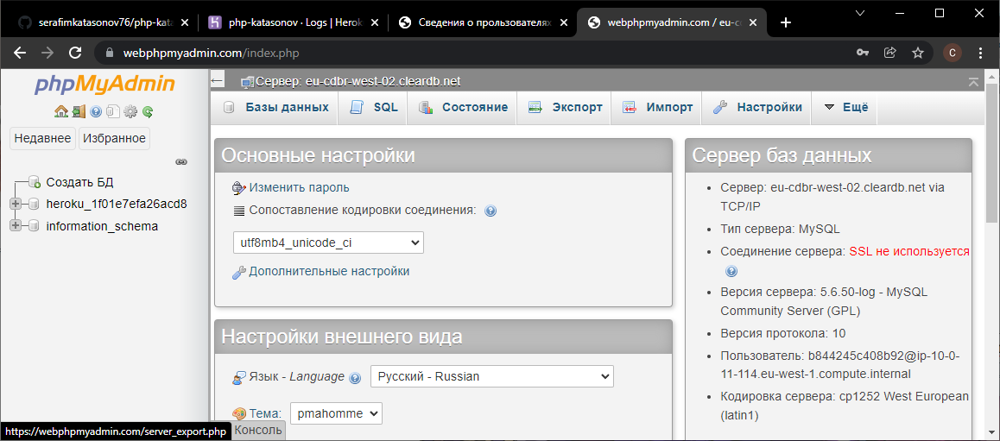 serafimkatasonov76/php-kata
php-katasonov · Logs | Herok
Сведения о прользователях
webphpmyadmin.com / eu-c
webphpmyadmin.com/index.php
C
phpMyAdmin
Недавнее Избранное
Создать БД
heroku_1f01e7efa26acd8
information_schema
Сервер: eu-cdbr-west-02.cleardb.net
Базы данных SQL Состояние Экспорт Импорт Настройки Ещё
Основные настройки
Изменить пароль
Сопоставление кодировки соединения:
utf8mb4_unicode_ci
Дополнительные настройки
Настройки внешнего вида
Язык - Language Русский - Russian
Тема: pmahomme
Сервер баз данных
Сервер: eu-cdbr-west-02.cleardb.net via
TCP/IP
Тип сервера: MySQL
Соединение сервера: SSL не используется
Версия сервера: 5.6.50-log - MySQL
Community Server (GPL)
Версия протокола: 10
Пользователь: b844245c408b92@ip-10-0-
11-114.eu-west-1.compute.internal
Кодировка сервера: cp1252 West European
(latin1)
https://webphpmyadmin.com/server_export.php
Консоль